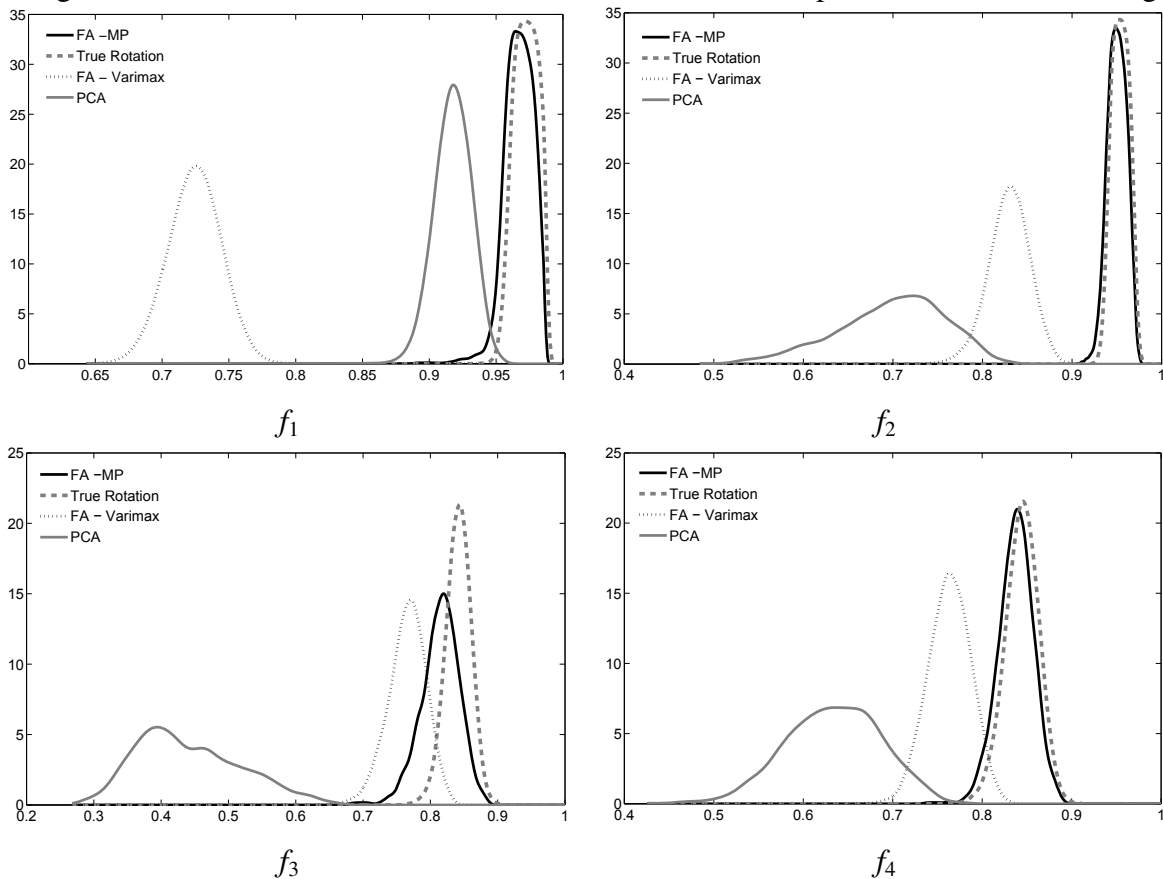 35
30
25
20
15
10
5
0
FA −MP
True Rotation
FA − Varimax
PCA
0.65 0.7 0.75 0.8 0.85 0.9 0.95 1
f1
35
30
25
20
15
10
5
0
FA −MP
True Rotation
FA − Varimax
PCA
0.4 0.5 0.6 0.7 0.8 0.9 1
f2
25
20
15
10
5
0
FA −MP
True Rotation
FA − Varimax
PCA
0.2 0.3 0.4 0.5 0.6 0.7 0.8 0.9 1
f3
25
20
15
10
5
0
FA −MP
True Rotation
FA − Varimax
PCA
0.4 0.5 0.6 0.7 0.8 0.9 1
f4